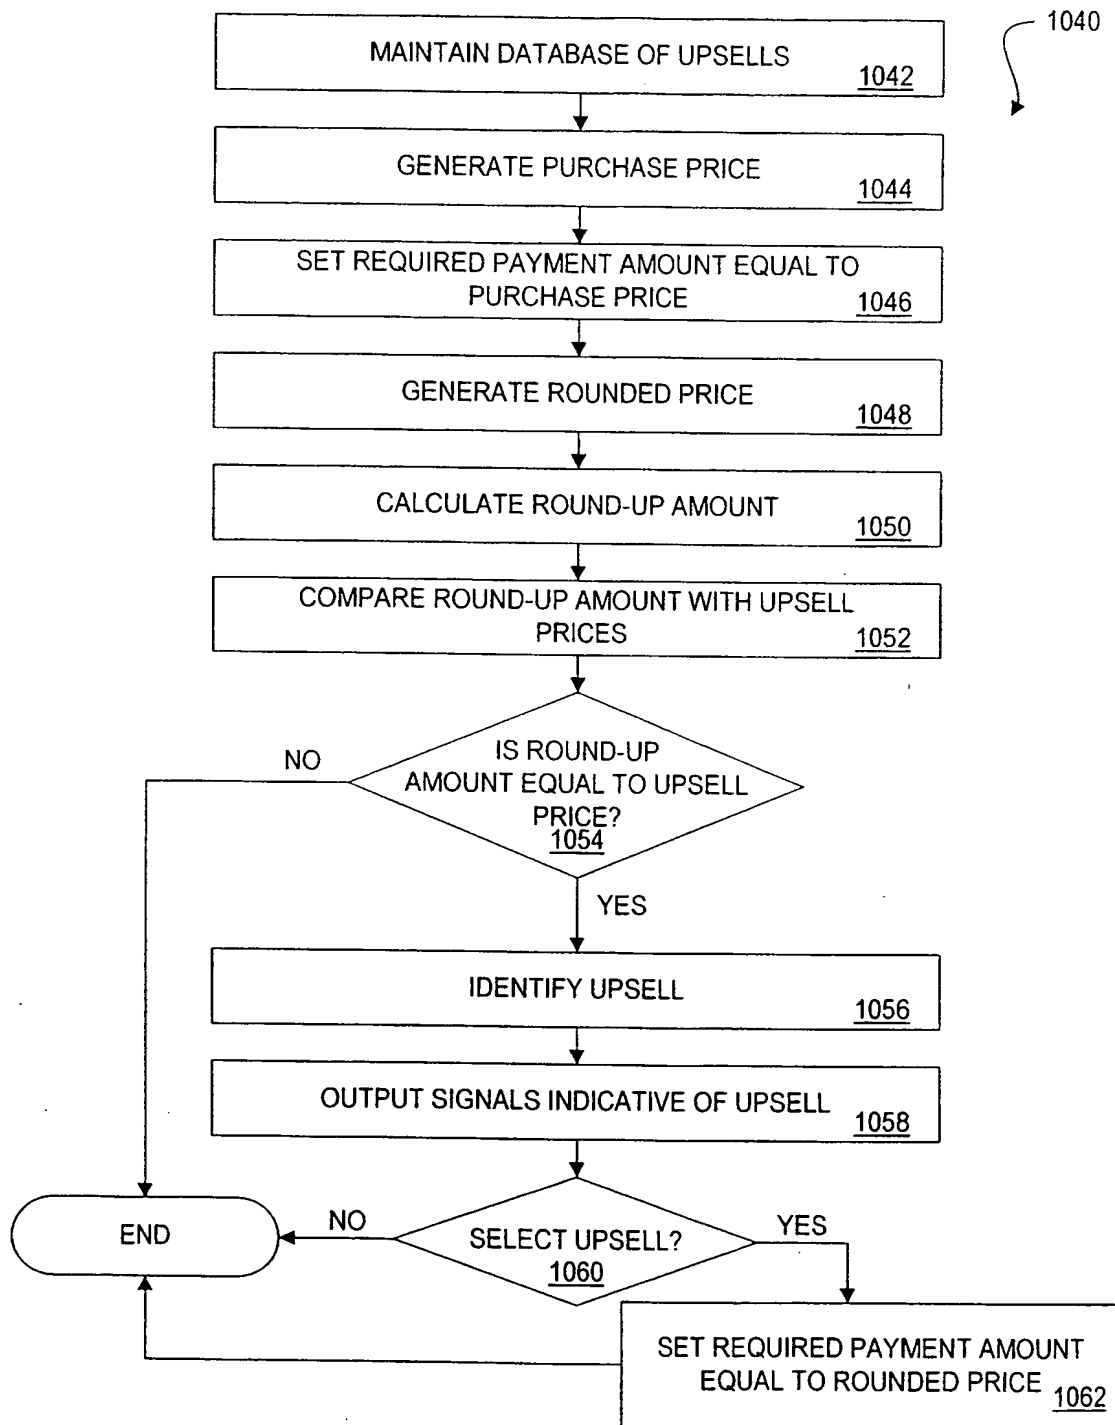 1040
MAINTAIN DATABASE OF UPSELLS
1042
GENERATE PURCHASE PRICE
1044
SET REQUIRED PAYMENT AMOUNT EQUAL TO
PURCHASE PRICE
1046
GENERATE ROUNDED PRICE
1048
CALCULATE ROUND-UP AMOUNT
1050
COMPARE ROUND-UP AMOUNT WITH UPSELL
PRICES
1052
NO
IS ROUND-UP
AMOUNT EQUAL TO UPSELL
PRICE?
1054
YES
IDENTIFY UPSELL
1056
OUTPUT SIGNALS INDICATIVE OF UPSELL
1058
END
NO
SELECT UPSELL?
1060
YES
SET REQUIRED PAYMENT AMOUNT
EQUAL TO ROUNDED PRICE
1062